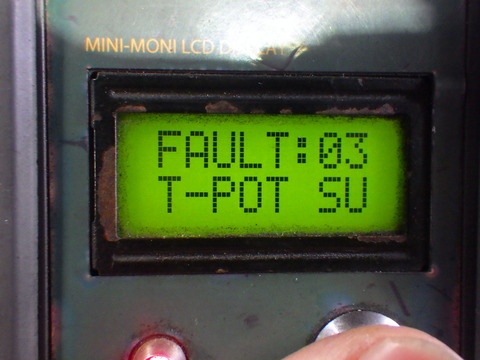 MINI-MONI LCD
FAULT:03
T-POT SU